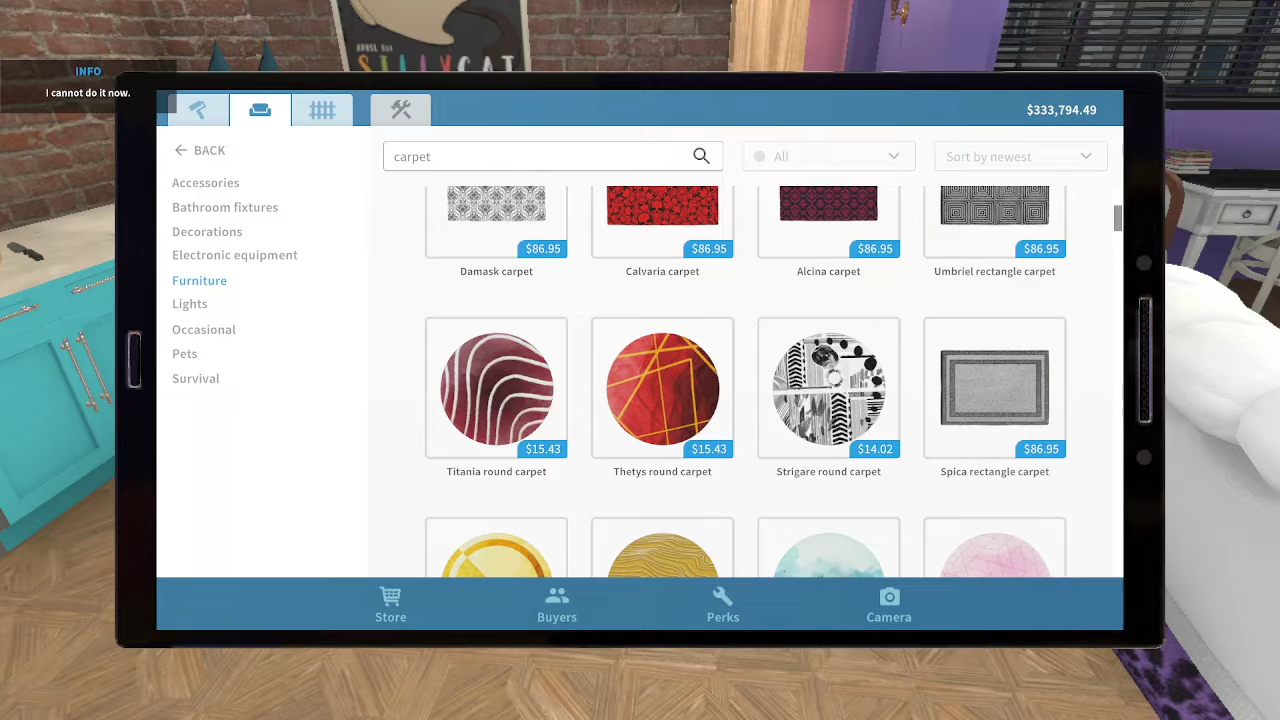 SILLYCAT
INFO
I cannot do it now.
$333,794.49
BACK
carpet
All
Sort by newest
Accessories
Bathroom fixtures
Decorations
Electronic equipment
Furniture
Lights
Occasional
Pets
Survival
$86.95
$86.95
$86.95
$86.95
Damask carpet
Calvaria carpet
Alcina carpet
Umbriel rectangle carpet
$15.43
$15.43
$14.02
$86.95
Titania round carpet
Thetys round carpet
Strigare round carpet
Spica rectangle carpet
Store
Buyers
Perks
Camera